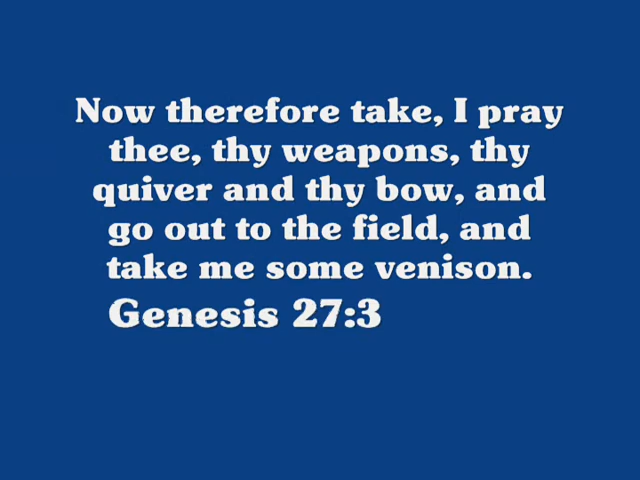 Now therefore take, I pray
thee, thy weapons, thy
quiver and thy bow, and
go out to the field, and
take me some venison.
Genesis 27:3